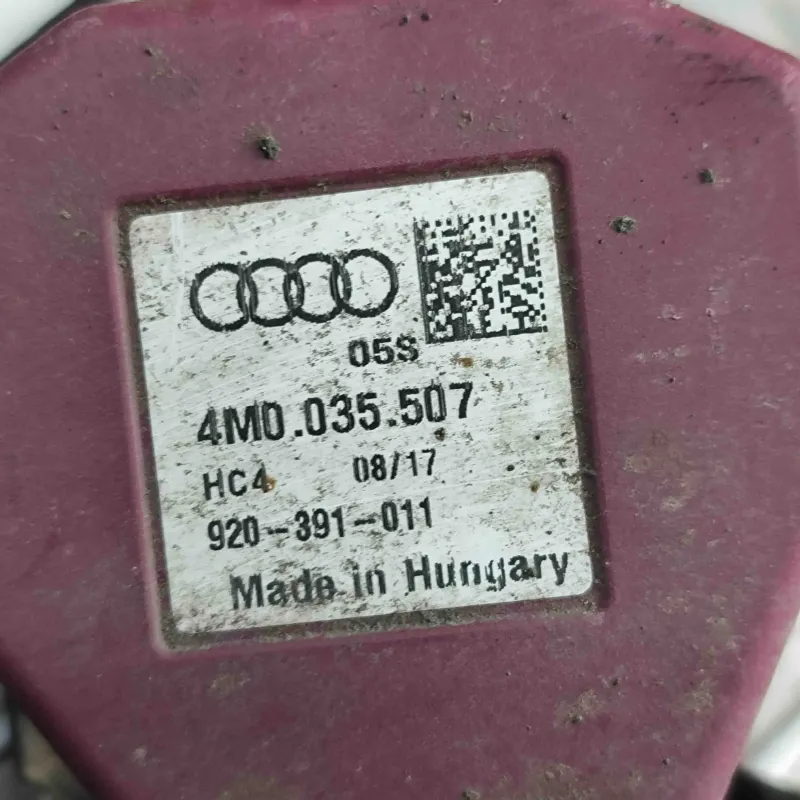 05S
4M0.035.507
HC4 08/17
920-391-011
Made in Hungary